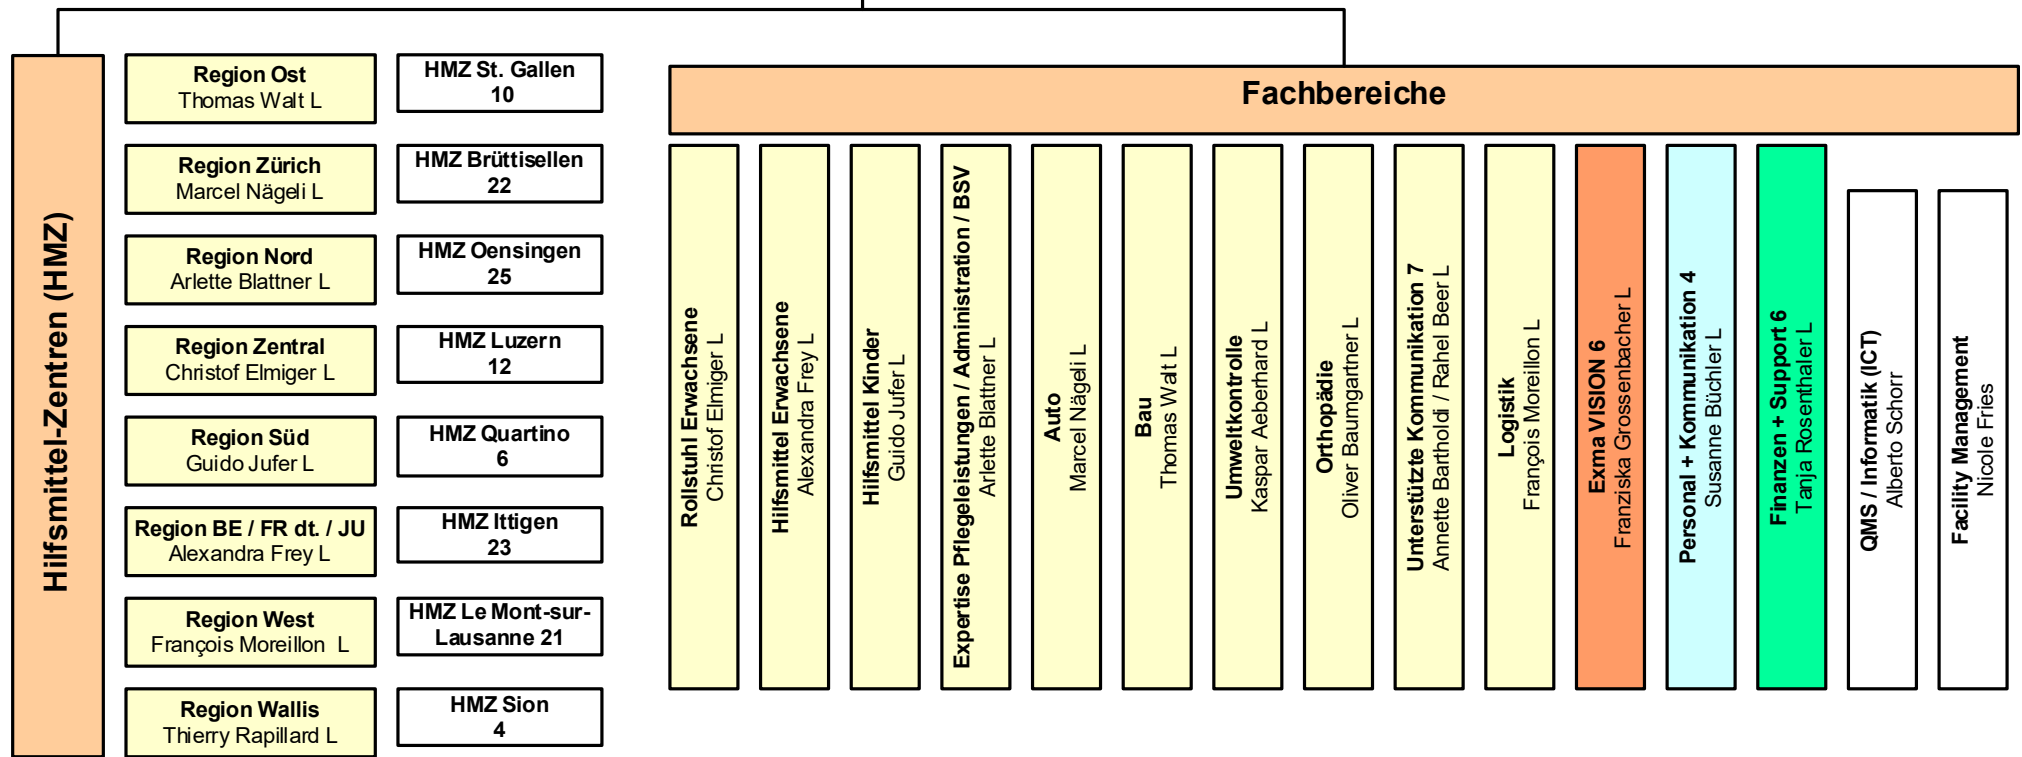 Hilfsmittel-Zentren (HMZ)
Region Ost
Thomas Walt L
HMZ St. Gallen
10
Region Zürich
Marcel Nägeli L
HMZ Brüttisellen
22
Region Nord
Arlette Blattner L
HMZ Oensingen
25
Region Zentral
Christof Elmiger L
HMZ Luzern
12
Region Süd
Guido Jufer L
HMZ Quartino
6
Region BE / FR dt. / JU
Alexandra Frey L
HMZ Ittigen
23
Region West
François Moreillon L
HMZ Le Mont-sur-
Lausanne 21
Region Wallis
Thierry Rapillard L
HMZ Sion
4
Fachbereiche
Rollstuhl Erwachsene
Christof Elmiger L
Hilfsmittel Erwachsene
Alexandra Frey L
Hilfsmittel Kinder
Guido Jufer L
Expertise Pflegeleistungen / Administration / BSV
Arlette Blattner L
Auto
Marcel Nägeli L
Bau
Thomas Walt L
Umweltkontrolle
Kaspar Aeberhard L
Orthopädie
Oliver Baumgartner L
Unterstützte Kommunikation 7
Annette Bartholdi / Rahel Beer L
Logistik
François Moreillon L
Exma VISION 6
Franziska Grossenbacher L
Personal + Kommunikation 4
Susanne Büchler L
Finanzen + Support 6
Tanja Rosenthaler L
QMS / Informatik (ICT)
Alberto Schorr
Facility Management
Nicole Fries